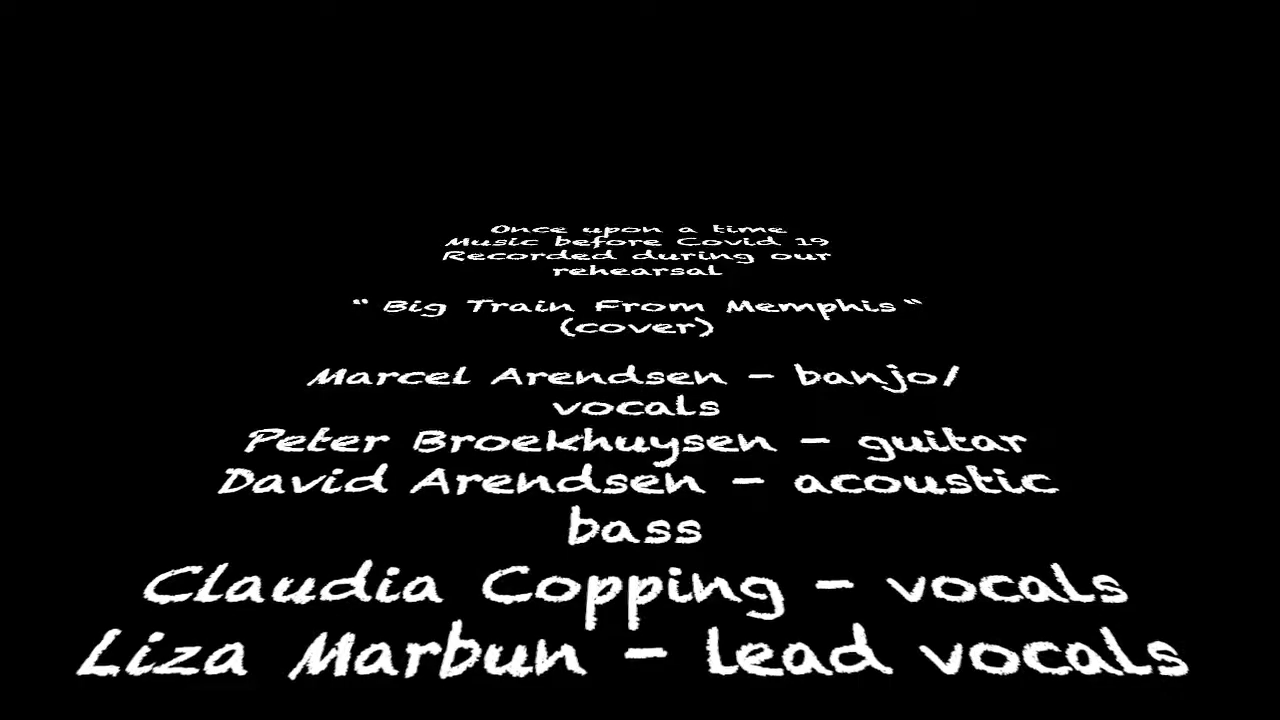 Once upon a time
Music before Covid 19
Recorded during our
rehearsal
" Big Train From Memphis "
(cover)
Marcel Arendsen - banjo/
vocals
Peter Broekhuysen - guitar
David Arendsen - acoustic
bass
Claudia Copping - vocals
Liza Marbun - lead vocals